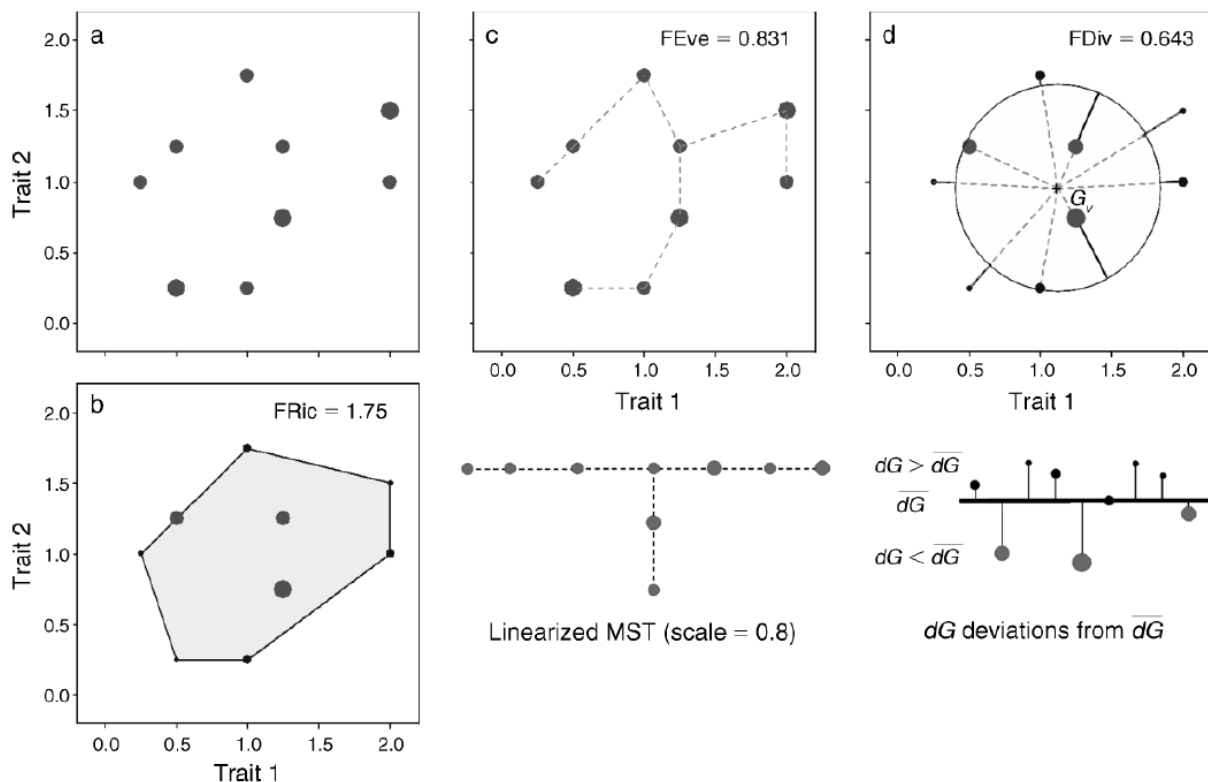 a
2.0
1.5
1.0
0.5
0.0
Trait 2
b
FRic = 1.75
2.0
1.5
1.0
0.5
0.0
Trait 2
0.0 0.5 1.0 1.5 2.0
Trait 1
c
FEve = 0.831
0.0 0.5 1.0 1.5 2.0
Trait 1
Linearized MST (scale = 0.8)
d
FDiv = 0.643
Gv
0.0 0.5 1.0 1.5 2.0
Trait 1
dG > dG
dG
dG < dG
dG deviations from dG